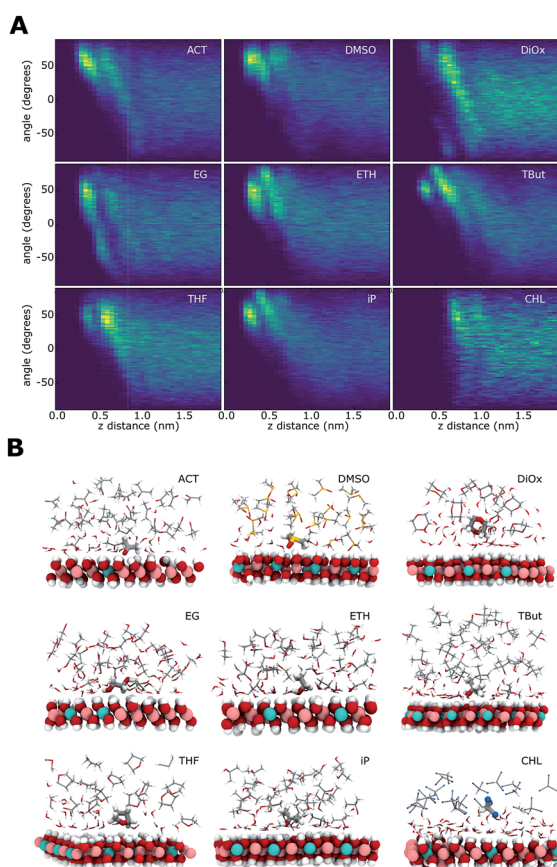 A
ACT DMSO DiOx
50
0
-50
angle (degrees)
EG ETH TBut
50
0
-50
angle (degrees)
THF iP CHL
50
0
-50
angle (degrees)
0.0 0.5 1.0 1.5 0.0 0.5 1.0 1.5 0.0 0.5 1.0 1.5
z distance (nm) z distance (nm) z distance (nm)
B
ACT DMSO DiOx
EG ETH TBut
THF iP CHL